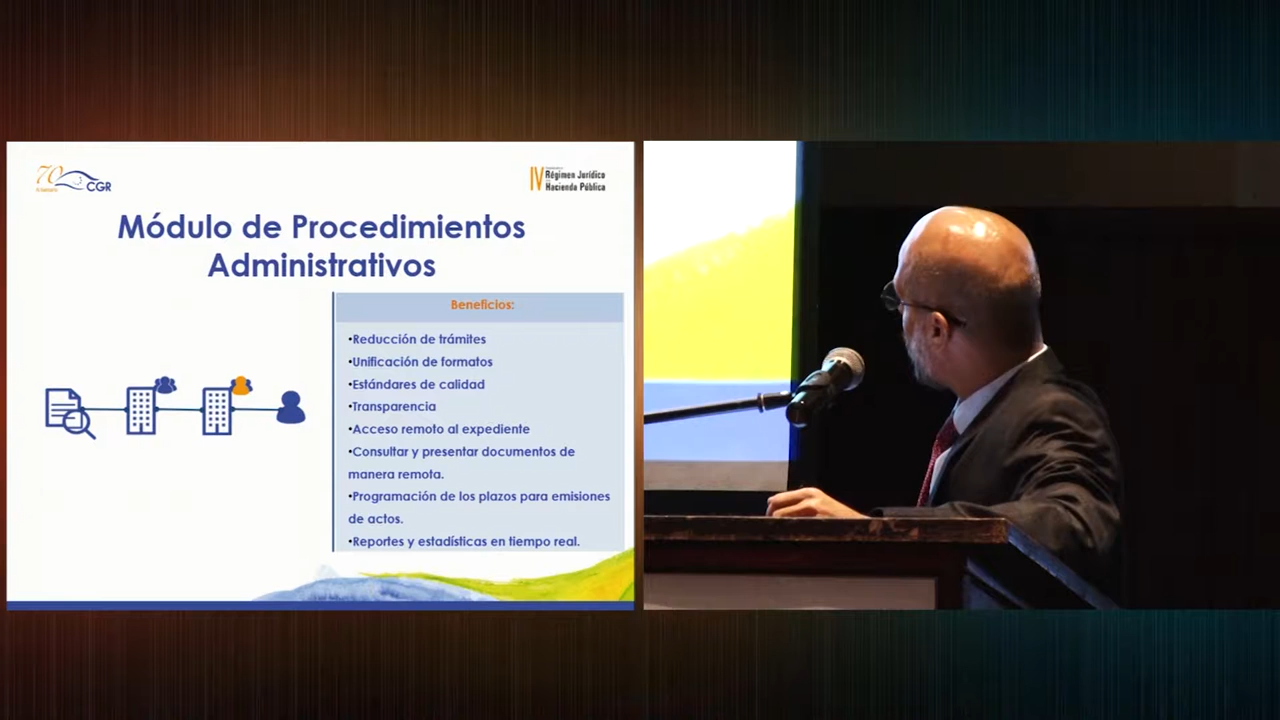 70
CGR
IV
Régimen Jurídico
Hacienda Pública
Módulo de Procedimientos
Administrativos
Beneficios:
•Reducción de trámites
•Unificación de formatos
•Estándares de calidad
•Transparencia
•Acceso remoto al expediente
•Consultar y presentar documentos de
manera remota.
•Programación de los plazos para emisiones
de actos.
•Reportes y estadísticas en tiempo real.